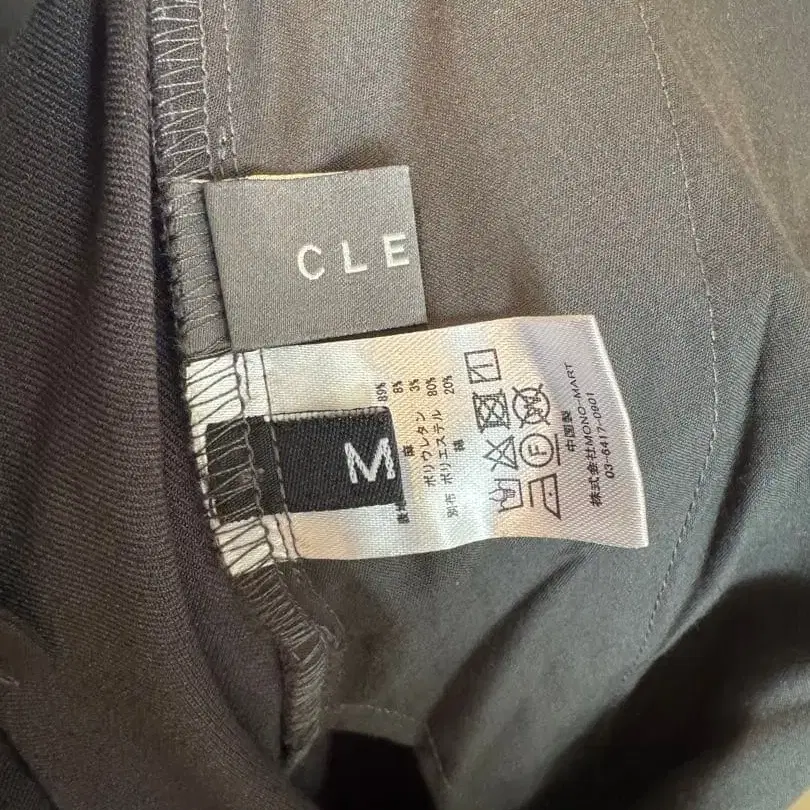 CLE
M
89%
8%
ポリウレタン 3%
ポリエステル 80%
別布 綿 20%
中国製
株式会社MONO-MART
03-6417-0901